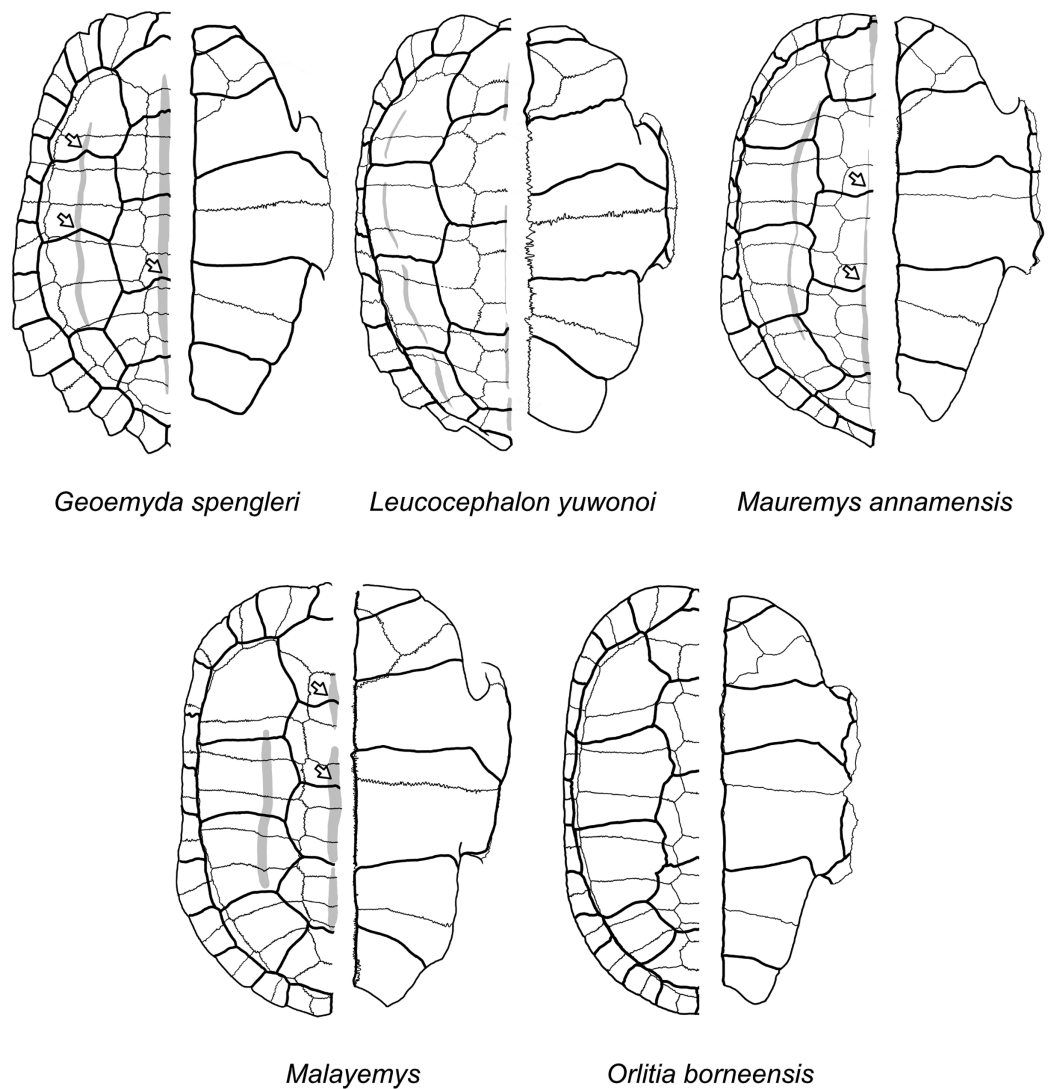 Geoemyda spengleri
Leucocephalon yuwonoi
Mauremys annamensis
Malayemys
Orlitia borneensis